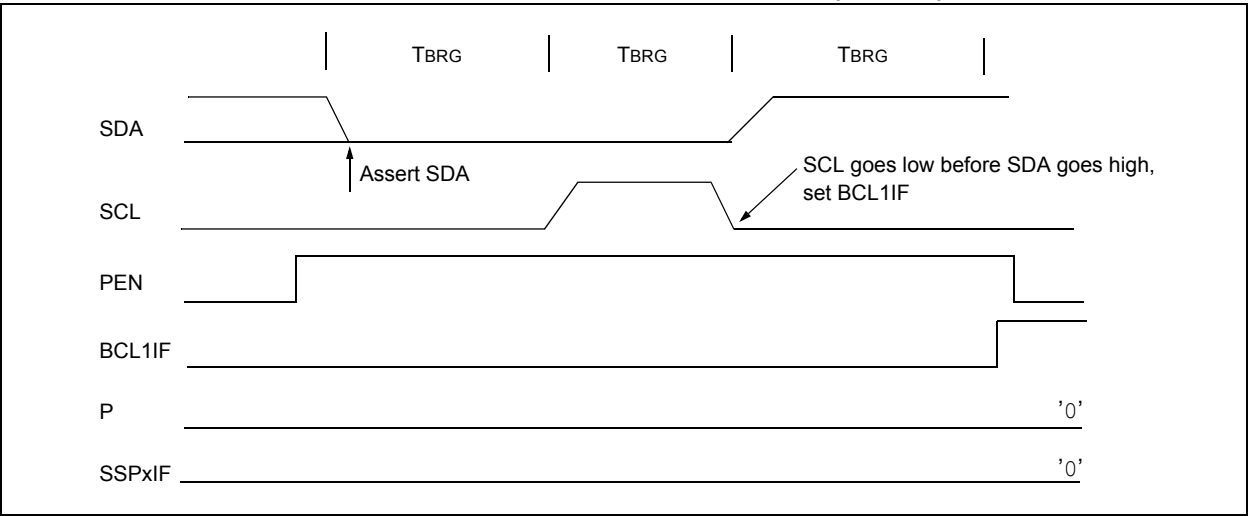 TBRG TBRG TBRG
SDA
Assert SDA
SCL goes low before SDA goes high,
set BCL1IF
SCL
PEN
BCL1IF
P '0'
SSPxIF '0'